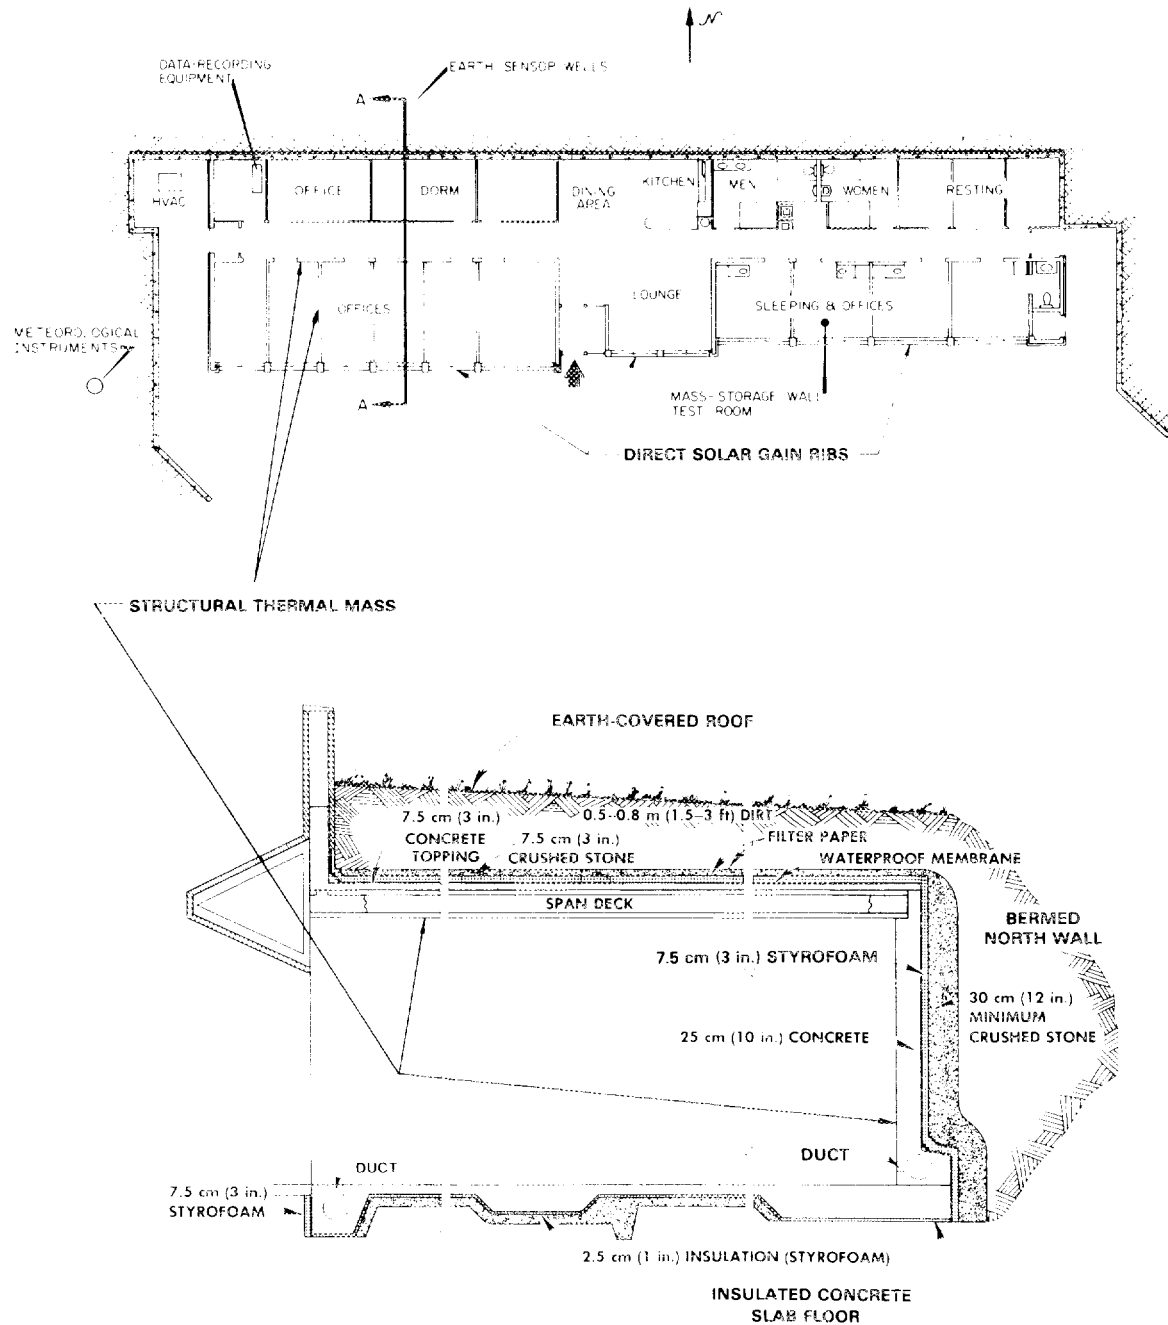 N
DATA-RECORDING
EQUIPMENT
EARTH SENSOR WELLS
A
HVAC
OFFICE
DORM
DINING
AREA
KITCHEN
MEN
WOMEN
RESTING
OFFICES
LOUNGE
SLEEPING & OFFICES
METEOROLOGICAL
INSTRUMENTS
A
MASS-STORAGE WALL
TEST ROOM
DIRECT SOLAR GAIN RIBS
STRUCTURAL THERMAL MASS
EARTH-COVERED ROOF
7.5 cm (3 in.)
CONCRETE
TOPPING
0.5-0.8 m (1.5-3 ft) DIRT
7.5 cm (3 in.)
CRUSHED STONE
FILTER PAPER
WATERPROOF MEMBRANE
SPAN DECK
BERMED
NORTH WALL
7.5 cm (3 in.) STYROFOAM
30 cm (12 in.)
MINIMUM
CRUSHED STONE
25 cm (10 in.) CONCRETE
DUCT
DUCT
7.5 cm (3 in.)
STYROFOAM
2.5 cm (1 in.) INSULATION (STYROFOAM)
INSULATED CONCRETE
SLAB FLOOR